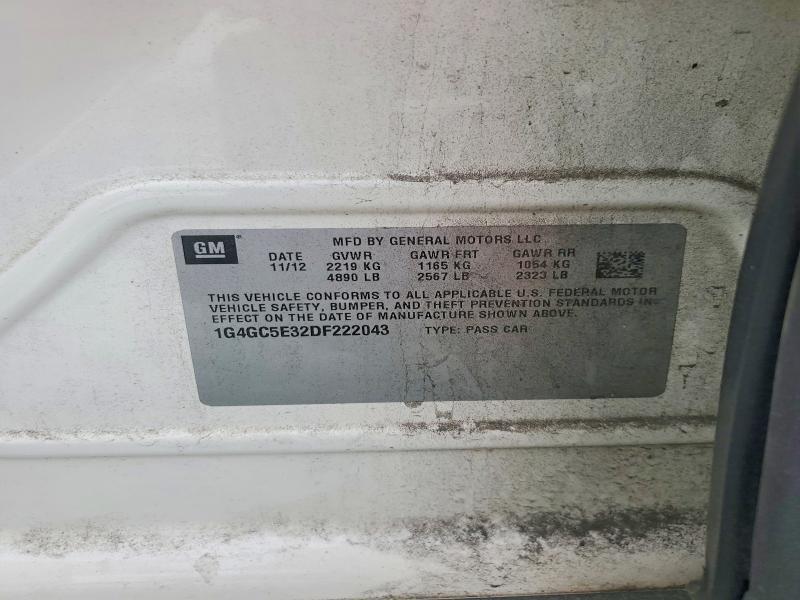 GM ® MFD BY GENERAL MOTORS LLC
DATE GVWR GAWR FRT GAWR RR
11/12 2219 KG 1165 KG 1054 KG
4890 LB 2567 LB 2323 LB
THIS VEHICLE CONFORMS TO ALL APPLICABLE U.S. FEDERAL MOTOR
VEHICLE SAFETY, BUMPER, AND THEFT PREVENTION STANDARDS IN
EFFECT ON THE DATE OF MANUFACTURE SHOWN ABOVE.
1G4GC5E32DF222043 TYPE: PASS CAR